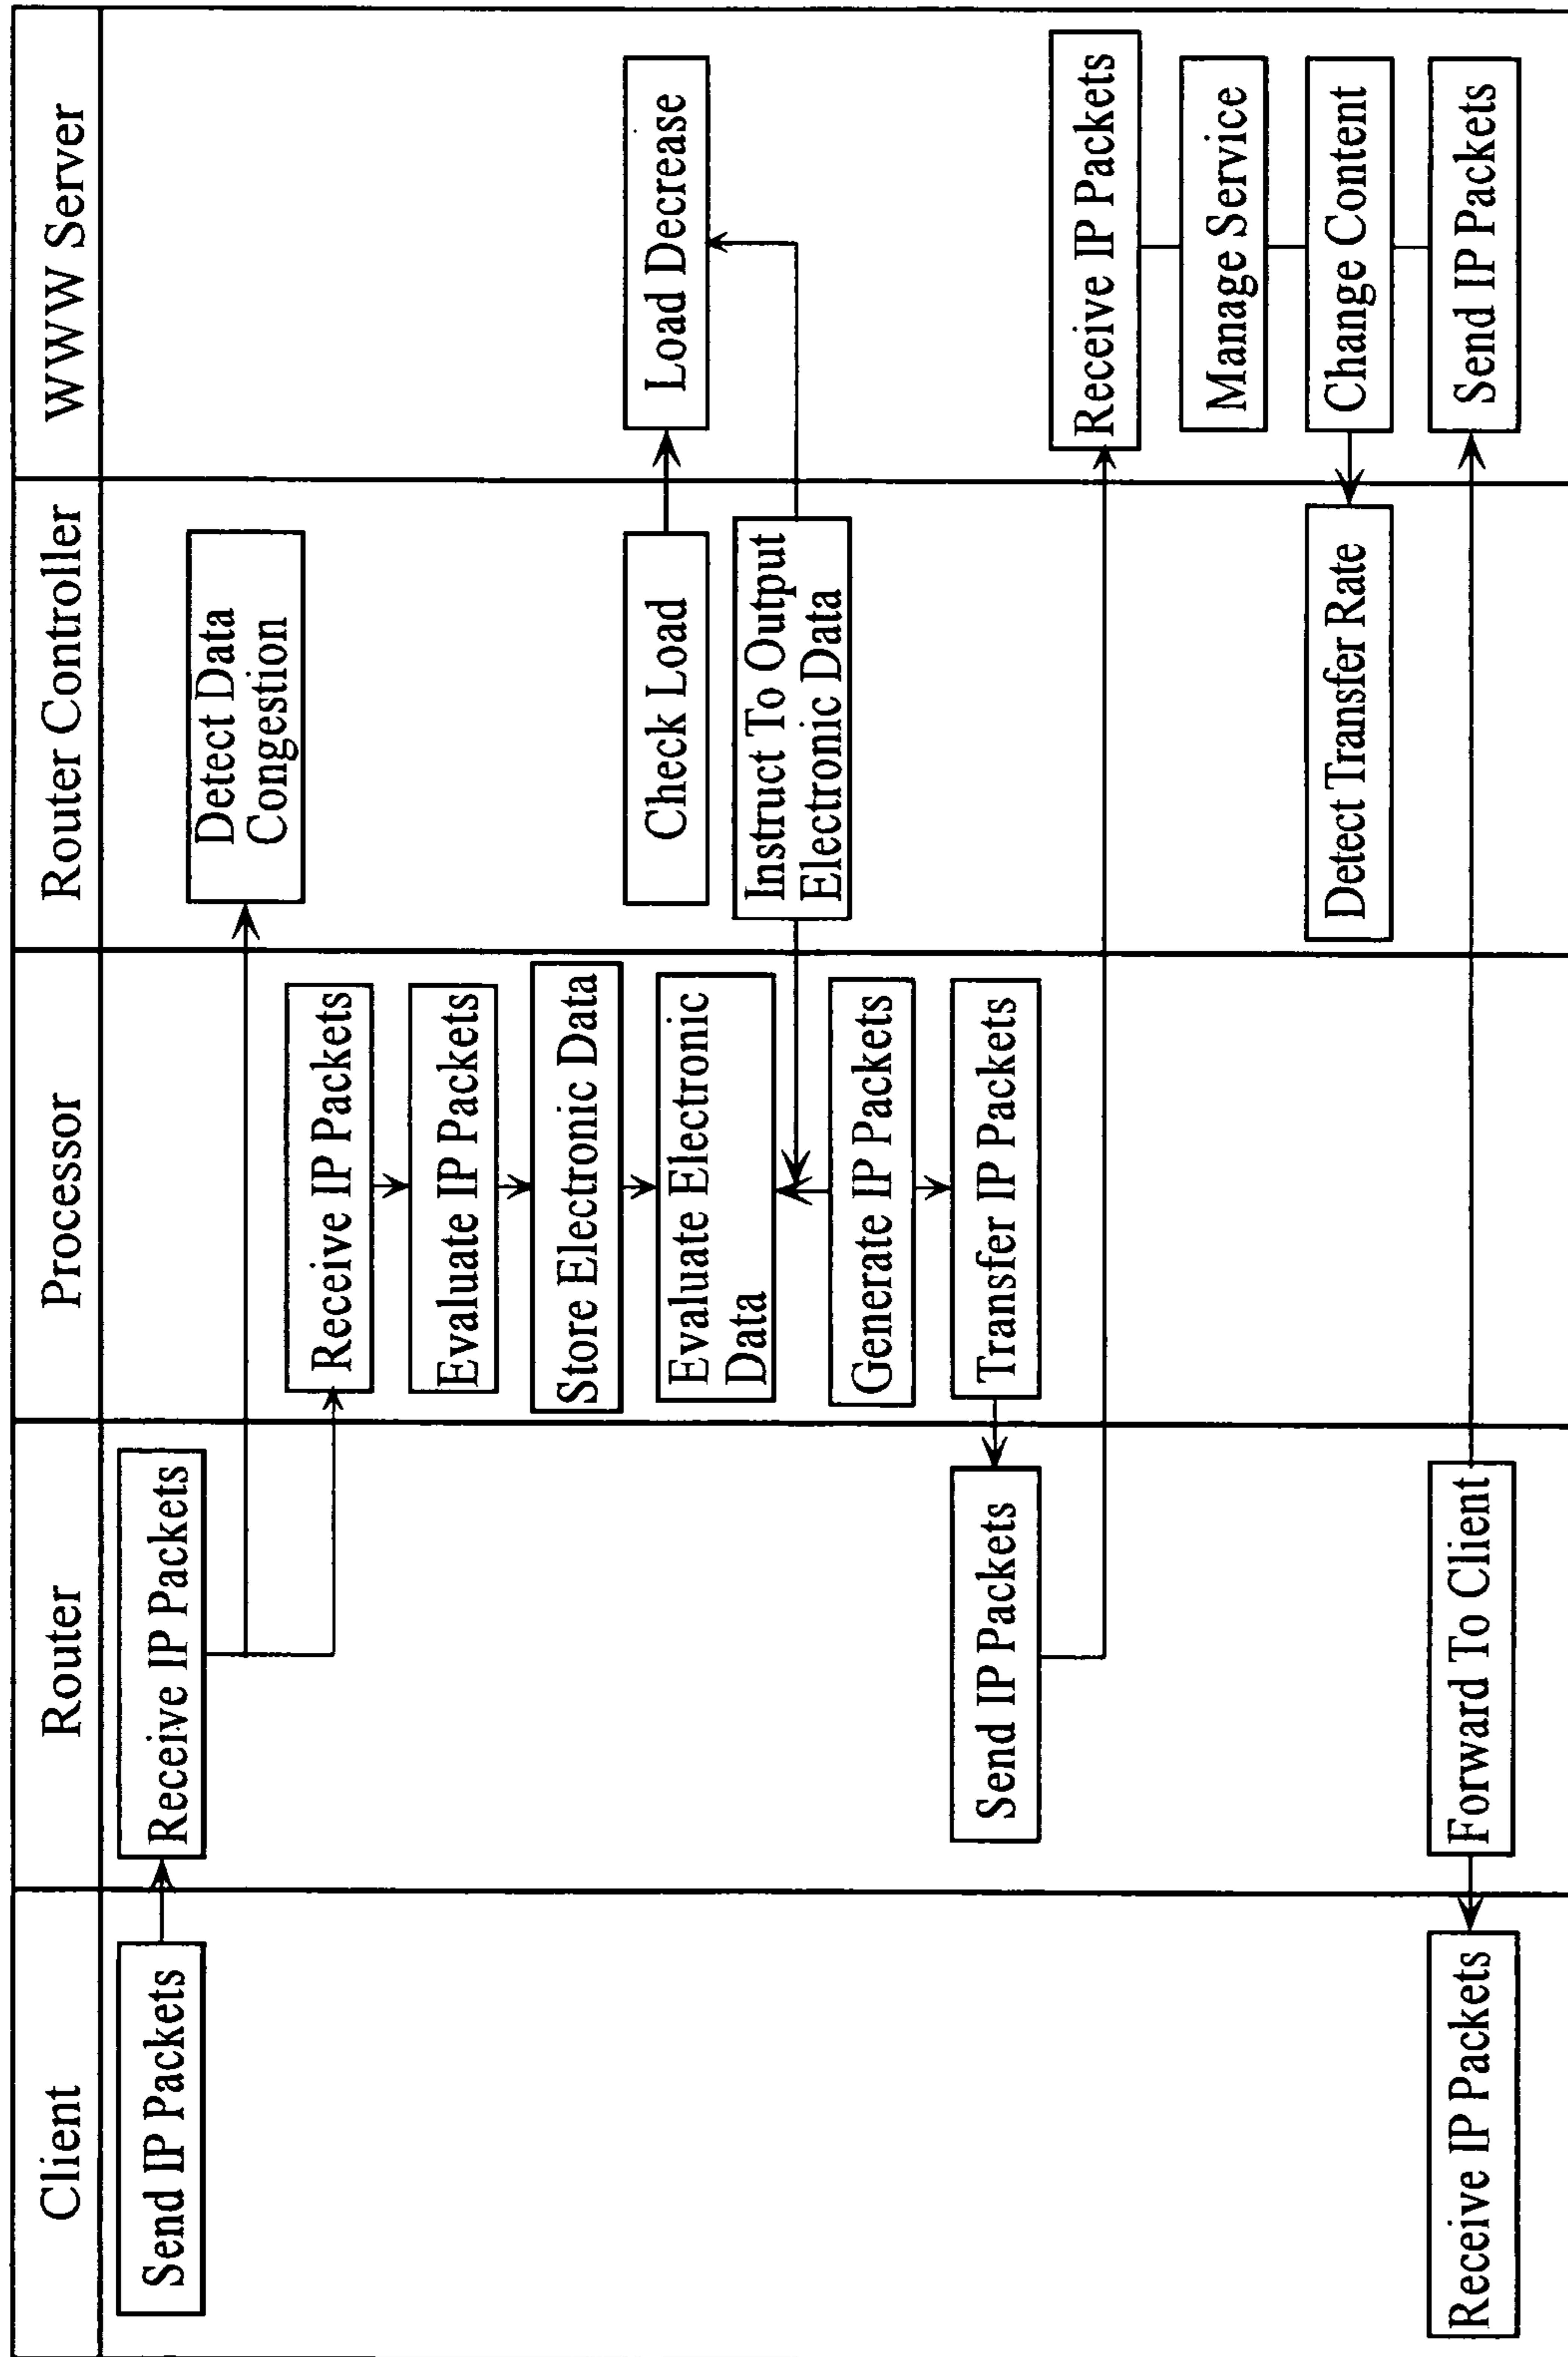 Client
Router
Processor
Router Controller
WWW Server
Send IP Packets
Receive IP Packets
Detect Data
Congestion
Receive IP Packets
Evaluate IP Packets
Store Electronic Data
Evaluate Electronic
Data
Check Load
Load Decrease
Instruct To Output
Electronic Data
Generate IP Packets
Transfer IP Packets
Send IP Packets
Receive IP Packets
Manage Service
Change Content
Detect Transfer Rate
Send IP Packets
Forward To Client
Receive IP Packets